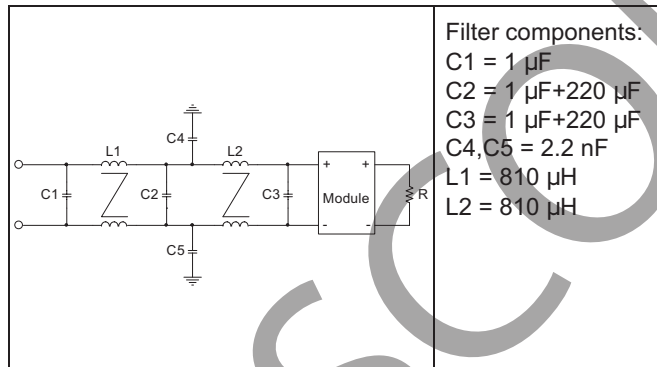 Filter components:
C1 = 1 µF
C2 = 1 µF+220 µF
C3 = 1 µF+220 µF
C4,C5 = 2.2 nF
L1 = 810 µH
L2 = 810 µH
C4
L1
L2
+ +
C1
C2
C3
Module
R
- -
C5